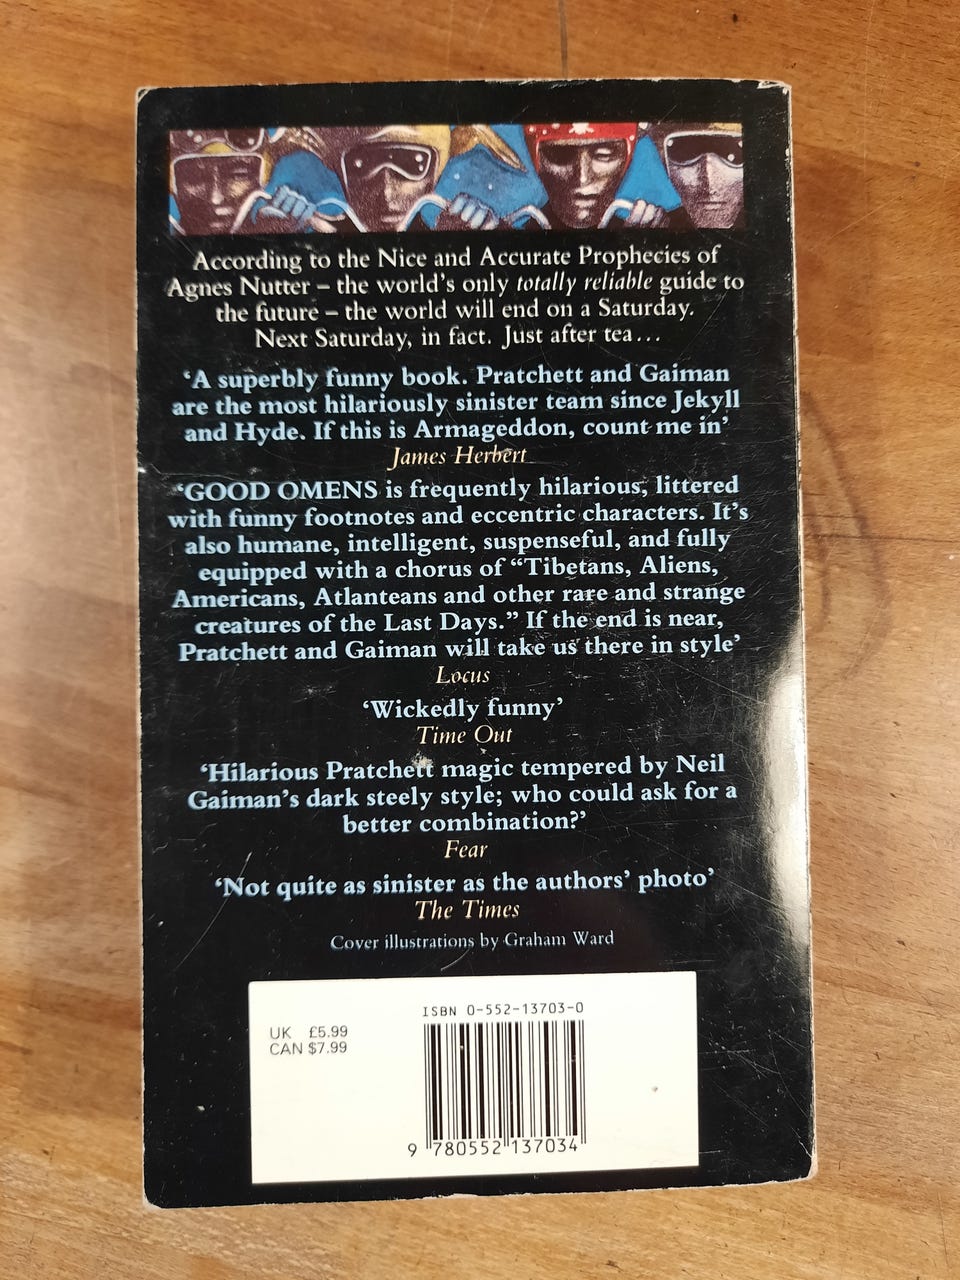 According to the Nice and Accurate Prophecies of
Agnes Nutter – the world's only totally reliable guide to
the future – the world will end on a Saturday.
Next Saturday, in fact. Just after tea...
‘A superbly funny book. Pratchett and Gaiman
are the most hilariously sinister team since Jekyll
and Hyde. If this is Armageddon, count me in’
James Herbert
‘GOOD OMENS is frequently hilarious, littered
with funny footnotes and eccentric characters. It's
also humane, intelligent, suspenseful, and fully
equipped with a chorus of “Tibetans, Aliens,
Americans, Atlanteans and other rare and strange
creatures of the Last Days.” If the end is near,
Pratchett and Gaiman will take us there in style’
Locus
‘Wickedly funny’
Time Out
‘Hilarious Pratchett magic tempered by Neil
Gaiman's dark steely style; who could ask for a
better combination?’
Fear
‘Not quite as sinister as the authors’ photo’
The Times
Cover illustrations by Graham Ward
ISBN 0-552-13703-0
UK £5.99
CAN $7.99
9 780552 137034